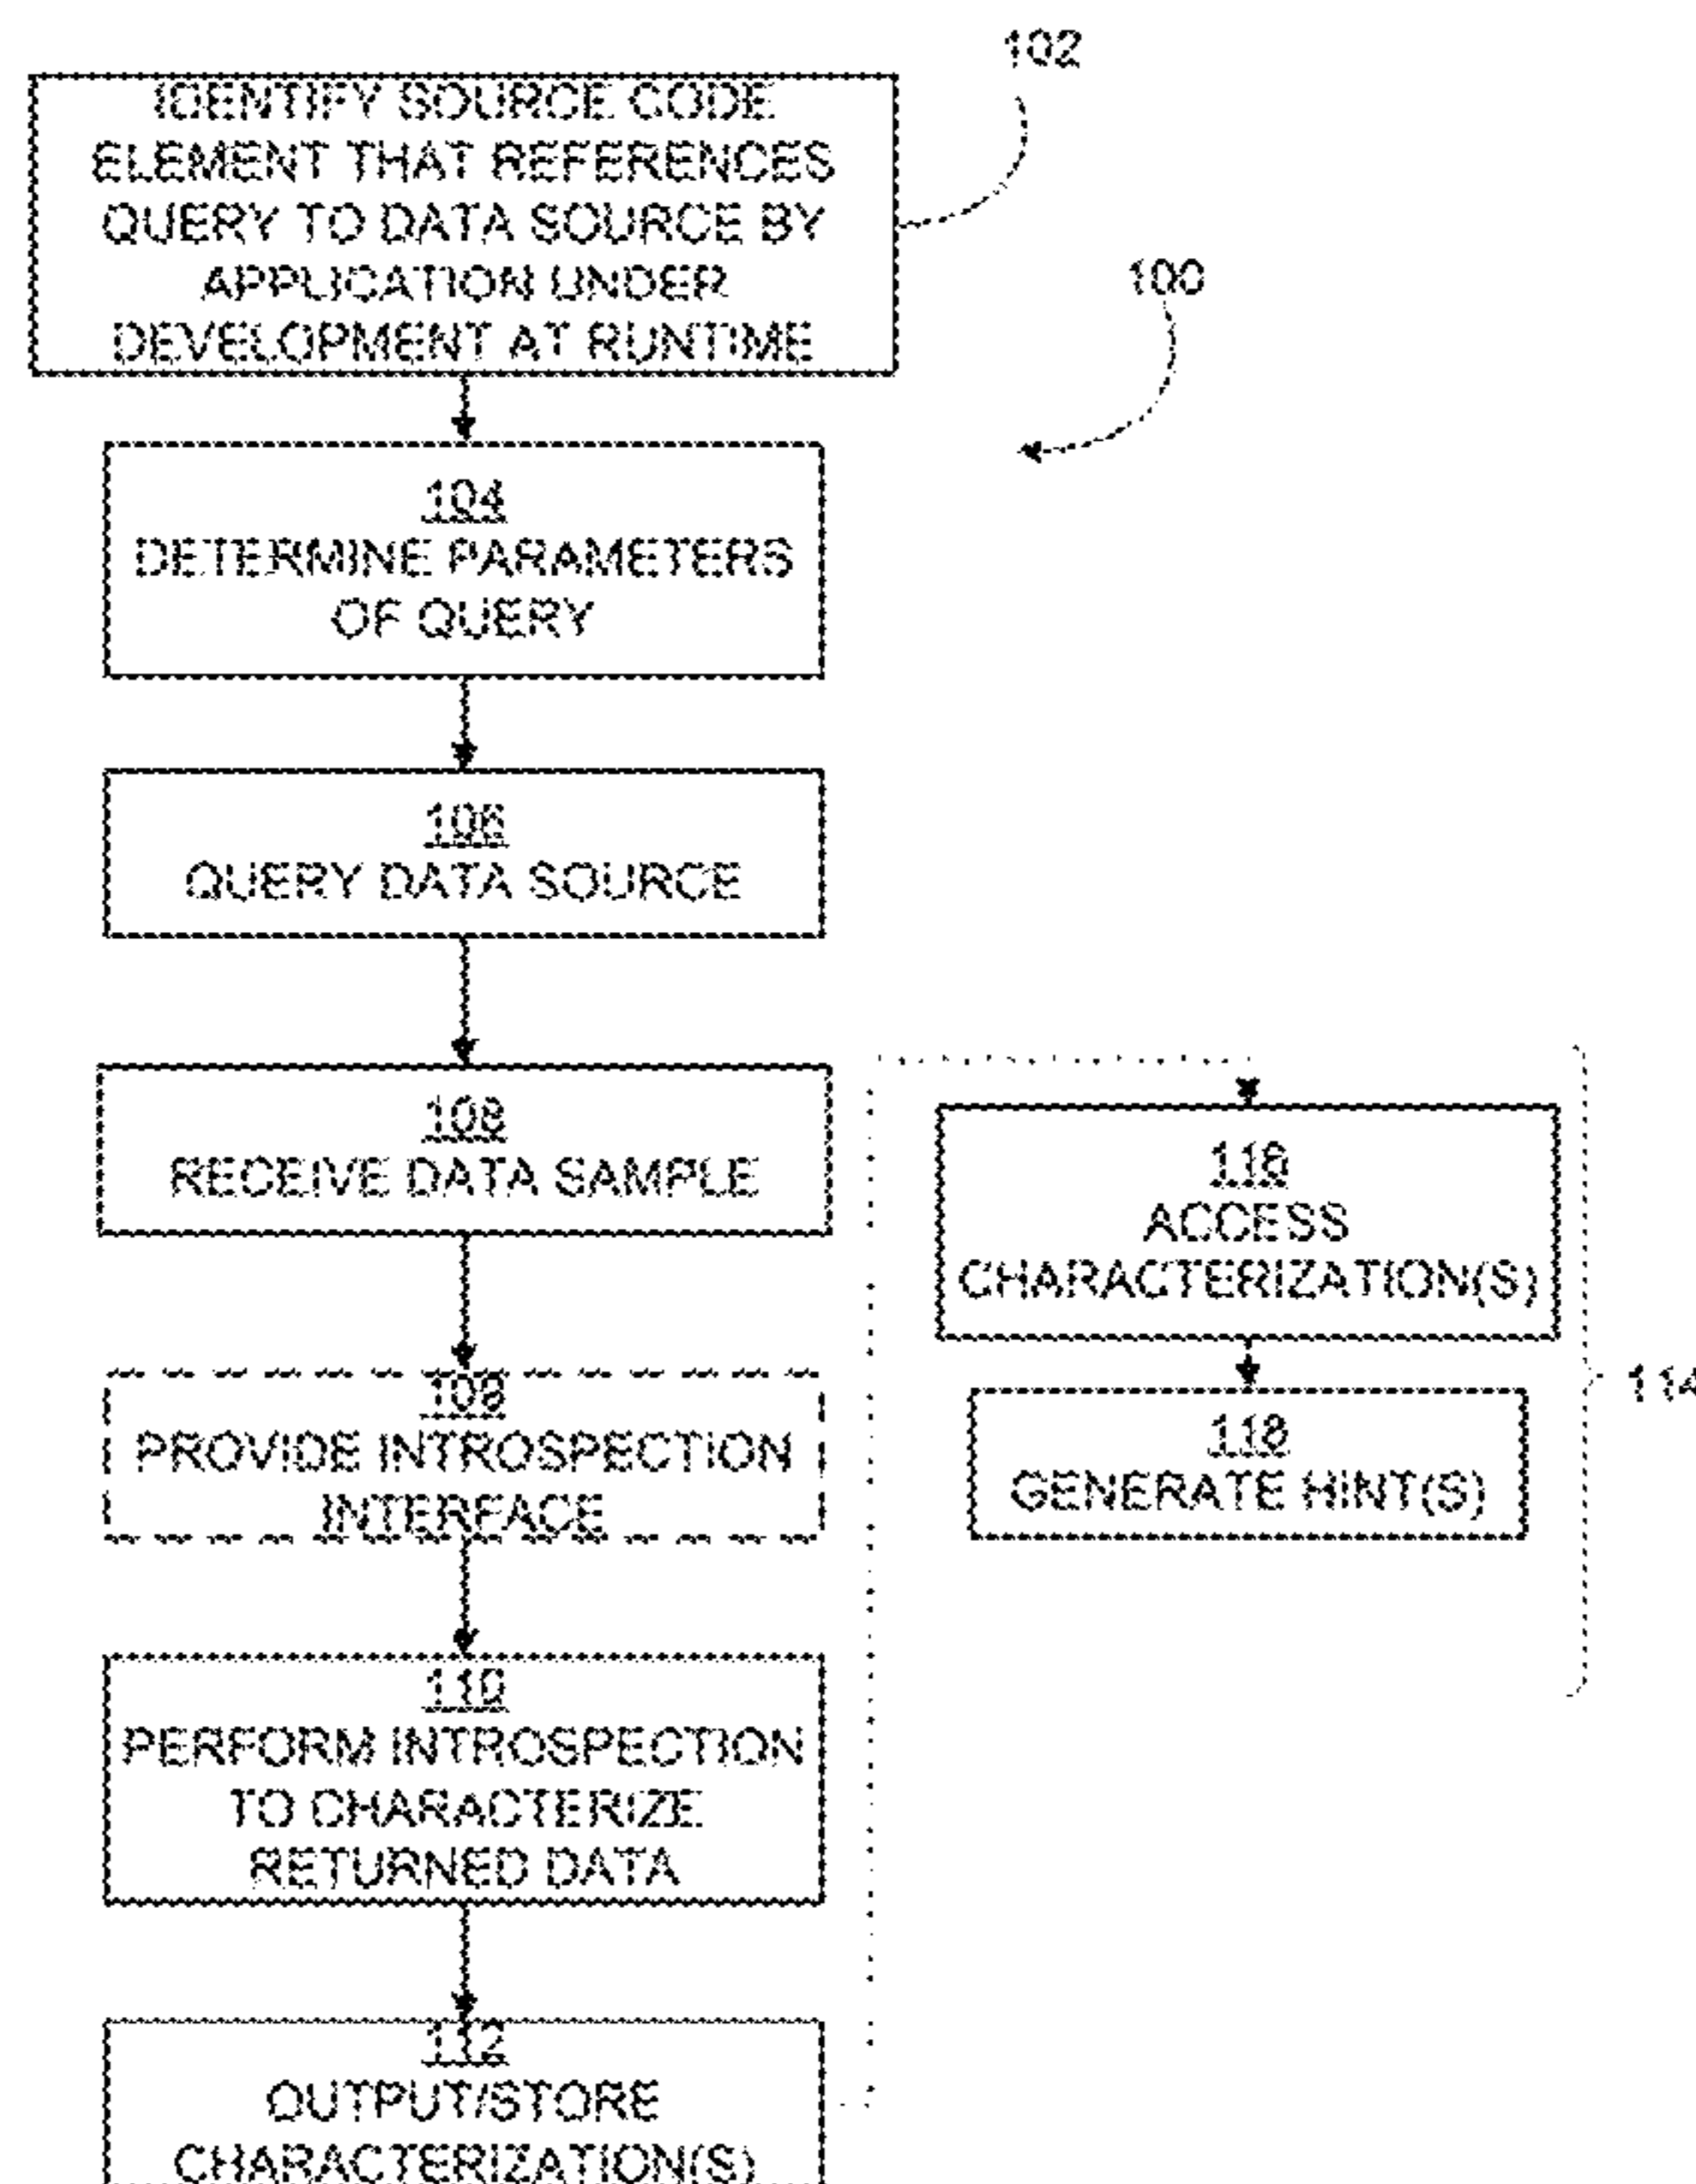 102
IDENTIFY SOURCE CODE
ELEMENT THAT REFERENCES
QUERY TO DATA SOURCE BY
APPLICATION UNDER
DEVELOPMENT AT RUNTIME
100
104
DETERMINE PARAMETERS
OF QUERY
106
QUERY DATA SOURCE
108
RECEIVE DATA SAMPLE
109
PROVIDE INTROSPECTION
INTERFACE
110
PERFORM INTROSPECTION
TO CHARACTERIZE
RETURNED DATA
112
OUTPUT/STORE
CHARACTERIZATION(S)
116
ACCESS
CHARACTERIZATION(S)
118
GENERATE HINT(S)
114